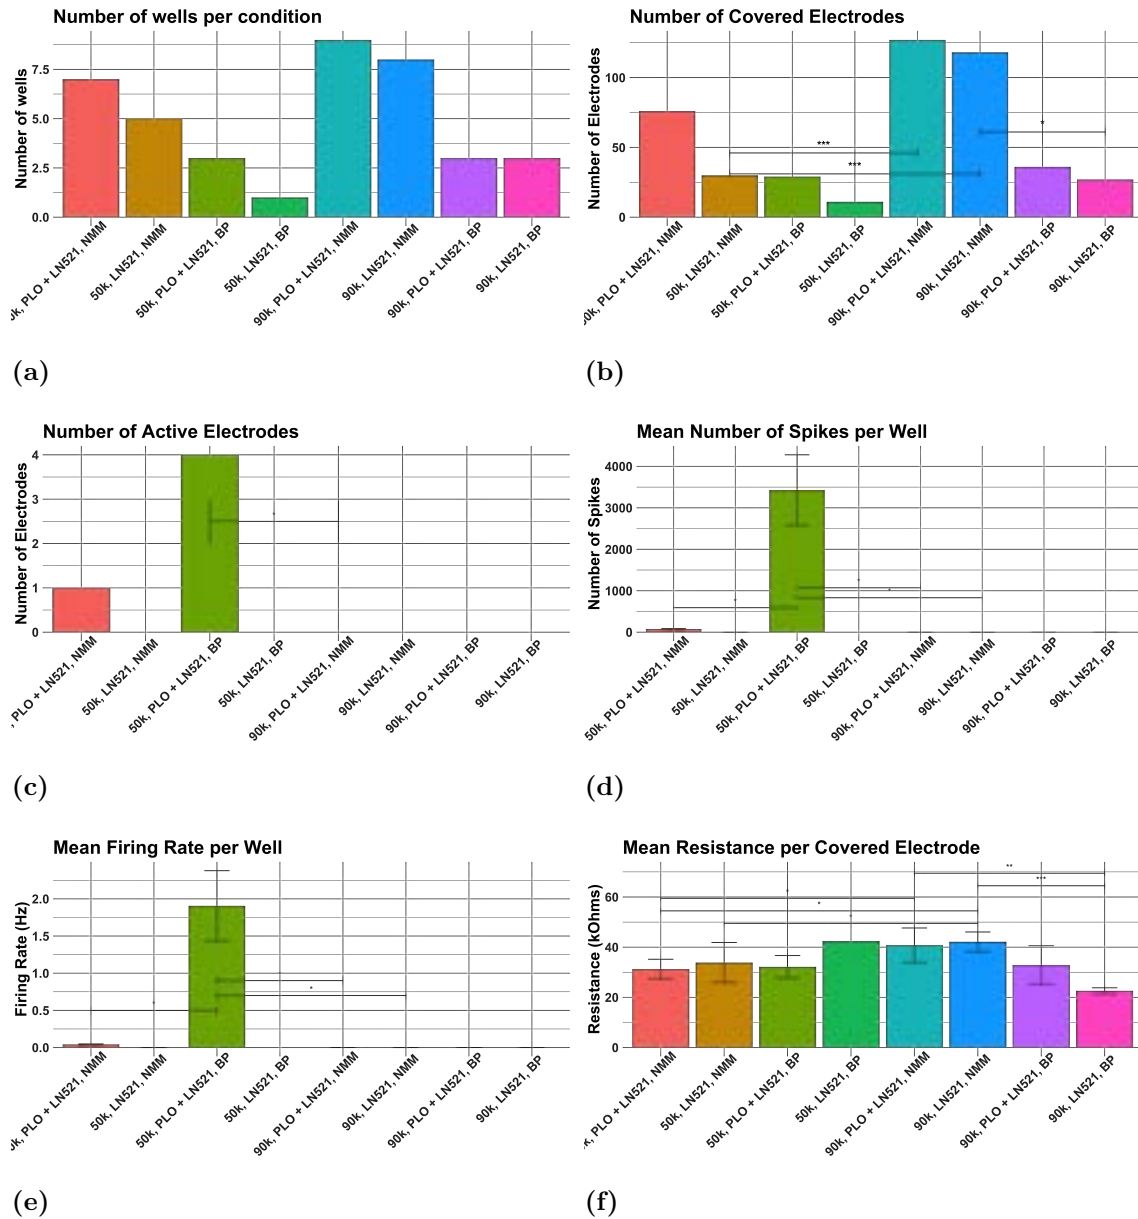 Number of wells per condition
Number of wells
7.5
5.0
2.5
0.0
0k, PLO + LN521, NMM
50k, LN521, NMM
50k, PLO + LN521, BP
50k, LN521, BP
90k, PLO + LN521, NMM
90k, LN521, NMM
90k, PLO + LN521, BP
90k, LN521, BP
(a)
Number of Covered Electrodes
Number of Electrodes
100
50
0
***
***
*
50k, PLO + LN521, NMM
50k, LN521, NMM
50k, PLO + LN521, BP
50k, LN521, BP
90k, PLO + LN521, NMM
90k, LN521, NMM
90k, PLO + LN521, BP
90k, LN521, BP
(b)
Number of Active Electrodes
Number of Electrodes
4
3
2
1
0
*
, PLO + LN521, NMM
50k, LN521, NMM
50k, PLO + LN521, BP
50k, LN521, BP
90k, PLO + LN521, NMM
90k, LN521, NMM
90k, PLO + LN521, BP
90k, LN521, BP
(c)
Mean Number of Spikes per Well
Number of Spikes
4000
3000
2000
1000
0
*
*
*
50k, PLO + LN521, NMM
50k, LN521, NMM
50k, PLO + LN521, BP
50k, LN521, BP
90k, PLO + LN521, NMM
90k, LN521, NMM
90k, PLO + LN521, BP
90k, LN521, BP
(d)
Mean Firing Rate per Well
Firing Rate (Hz)
2.0
1.5
1.0
0.5
0.0
*
*
*
0k, PLO + LN521, NMM
50k, LN521, NMM
50k, PLO + LN521, BP
50k, LN521, BP
90k, PLO + LN521, NMM
90k, LN521, NMM
90k, PLO + LN521, BP
90k, LN521, BP
(e)
Mean Resistance per Covered Electrode
Resistance (kOhms)
60
40
20
0
**
***
*
*
*
k, PLO + LN521, NMM
50k, LN521, NMM
50k, PLO + LN521, BP
50k, LN521, BP
90k, PLO + LN521, NMM
90k, LN521, NMM
90k, PLO + LN521, BP
90k, LN521, BP
(f)